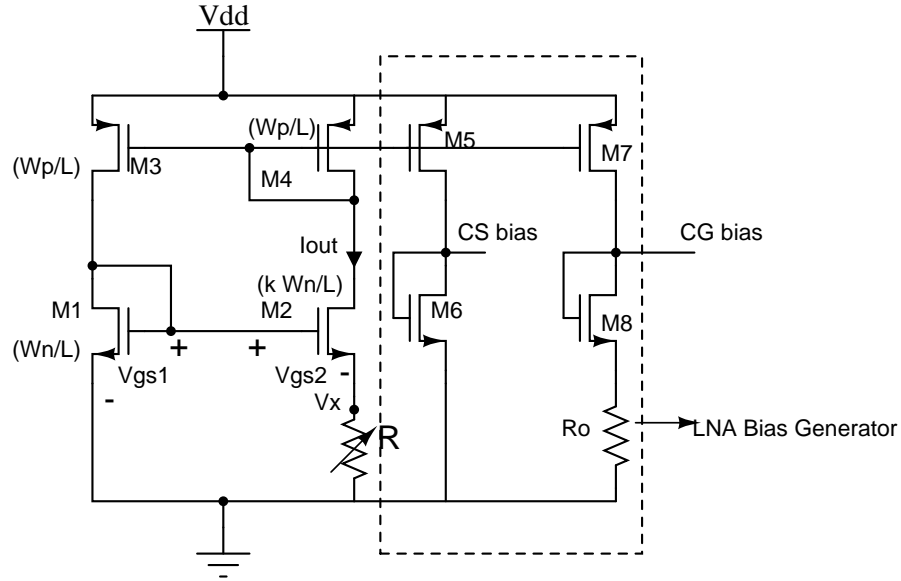 Vdd
(Wp/L)
M3
(Wp/L)
M4
M5
M7
Iout
CS bias
CG bias
M1
(k Wn/L)
M2
M6
M8
(Wn/L)
+
+
Vgs1
Vgs2
-
-
Vx
R
Ro
LNA Bias Generator